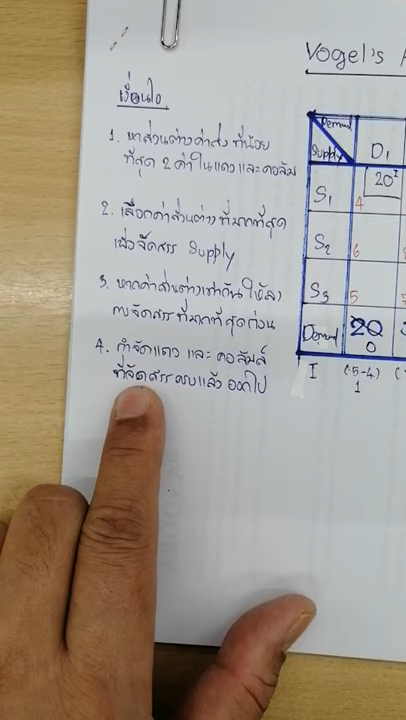 Vogel's
เงื่อนไข
1. หาส่วนต่างค่าส่ง ที่น้อย
ที่สุด 2 ค่า ในแถว และคอลัม
2. เลือกค่าส่วนต่าง ที่มากที่สุด
เพื่อจัดสรร Supply
3. หากค่าส่วนต่างเท่ากัน ให้
จัดสรร ที่มากที่สุดก่อน
4. กำจัดแถว และ คอลัมล์
ที่จัดสรร ครบแล้ว ออกไป
Demand D1
Supply
S1 4 20
S2 6
S3 5
Demand 20
0
I (5-4)
1